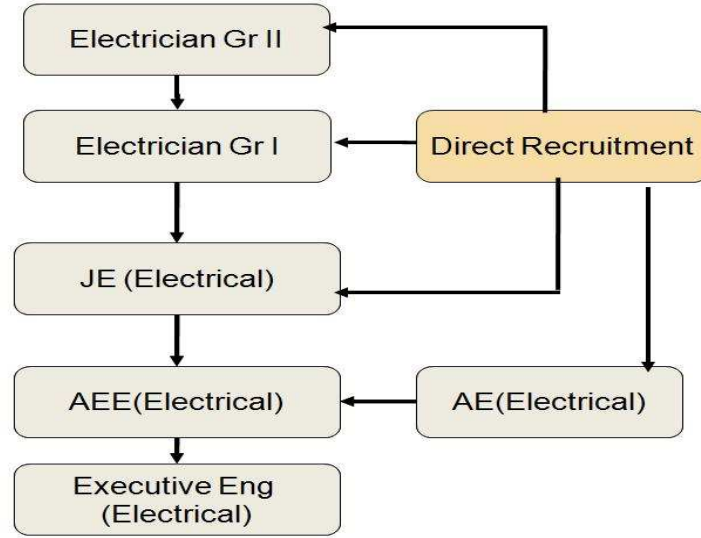 Electrician Gr II
Electrician Gr I
Direct Recruitment
JE (Electrical)
AEE(Electrical)
AE(Electrical)
Executive Eng
(Electrical)